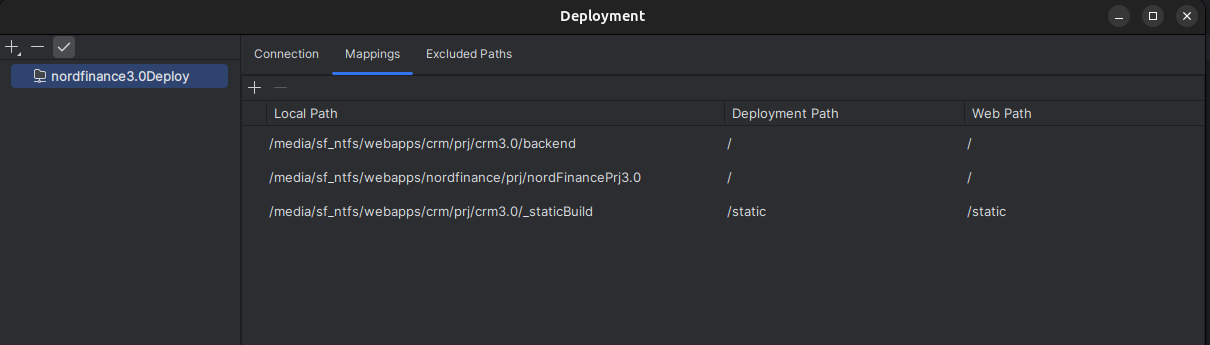 Deployment
nordfinance3.0Deploy
Connection Mappings Excluded Paths
Local Path Deployment Path Web Path
/media/sf_ntfs/webapps/crm/prj/crm3.0/backend / /
/media/sf_ntfs/webapps/nordfinance/prj/nordFinancePrj3.0 / /
/media/sf_ntfs/webapps/crm/prj/crm3.0/_staticBuild /static /static